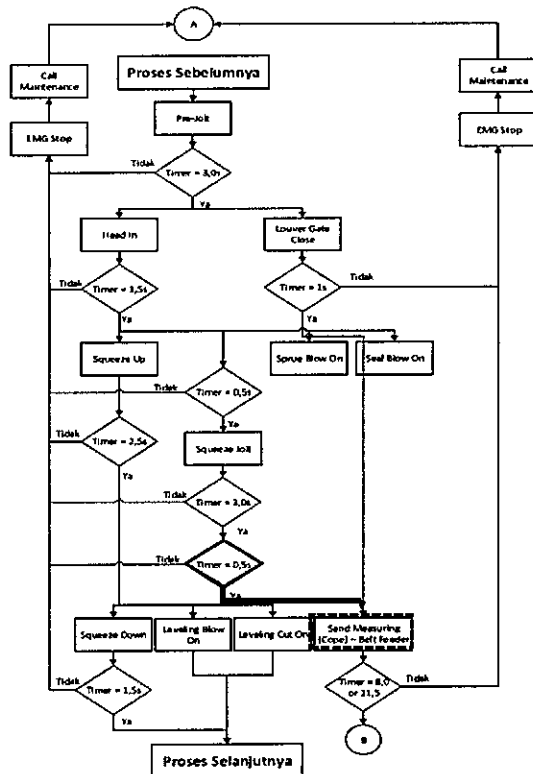 A
Call
Maintenance
Proses Sebelumnya
Call
Maintenance
EMG Stop
Pre-Jolt
EMG Stop
Tidak
Timer = 3,0s
Ya
Head In
Louver Gate
Close
Tidak
Timer = 3,5s
Timer = 1s
Tidak
Ya
Ya
Squeeze Up
Sprue Blow On
Seal Blow On
Tidak
Timer = 0,5s
Ya
Tidak
Timer = 2,5s
Squeeze Jolt
Ya
Tidak
Timer = 3,0s
Ya
Tidak
Timer = 0,5s
Ya
Squeeze Down
Leveling Blow
On
Leveling Cut On
Sand Measuring
(Cope) – Belt Feeder
Tidak
Timer = 1,5s
Timer = 8,0
or 11,5
Tidak
Ya
B
Proses Selanjutnya